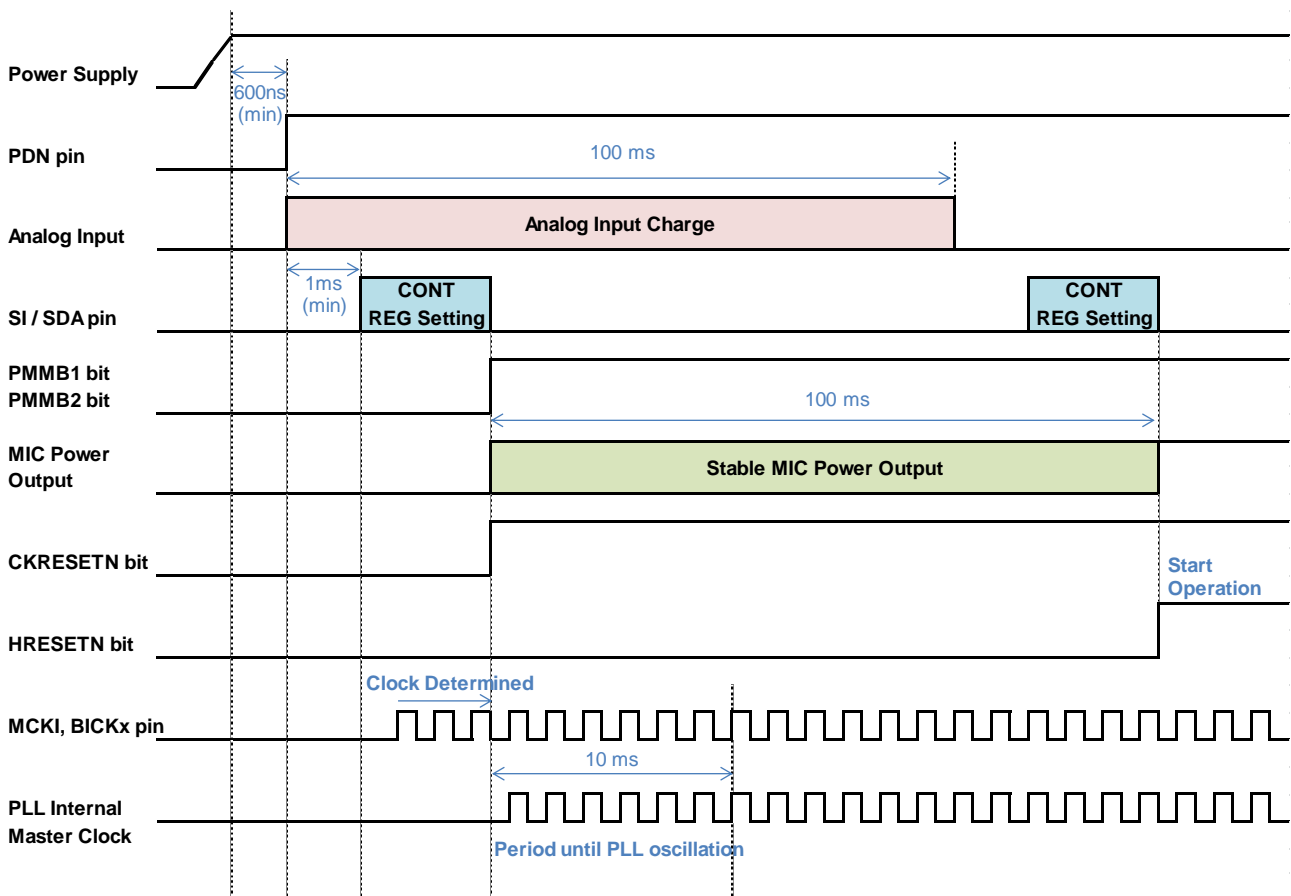 Power Supply
600ns
(min)
PDN pin
100 ms
Analog Input Charge
Analog Input
1ms
(min)
CONT
REG Setting
CONT
REG Setting
SI / SDA pin
PMMB1 bit
PMMB2 bit
100 ms
MIC Power
Output
Stable MIC Power Output
CKRESETN bit
Start
Operation
HRESETN bit
Clock Determined
MCKI, BICKx pin
10 ms
PLL Internal
Master Clock
Period until PLL oscillation